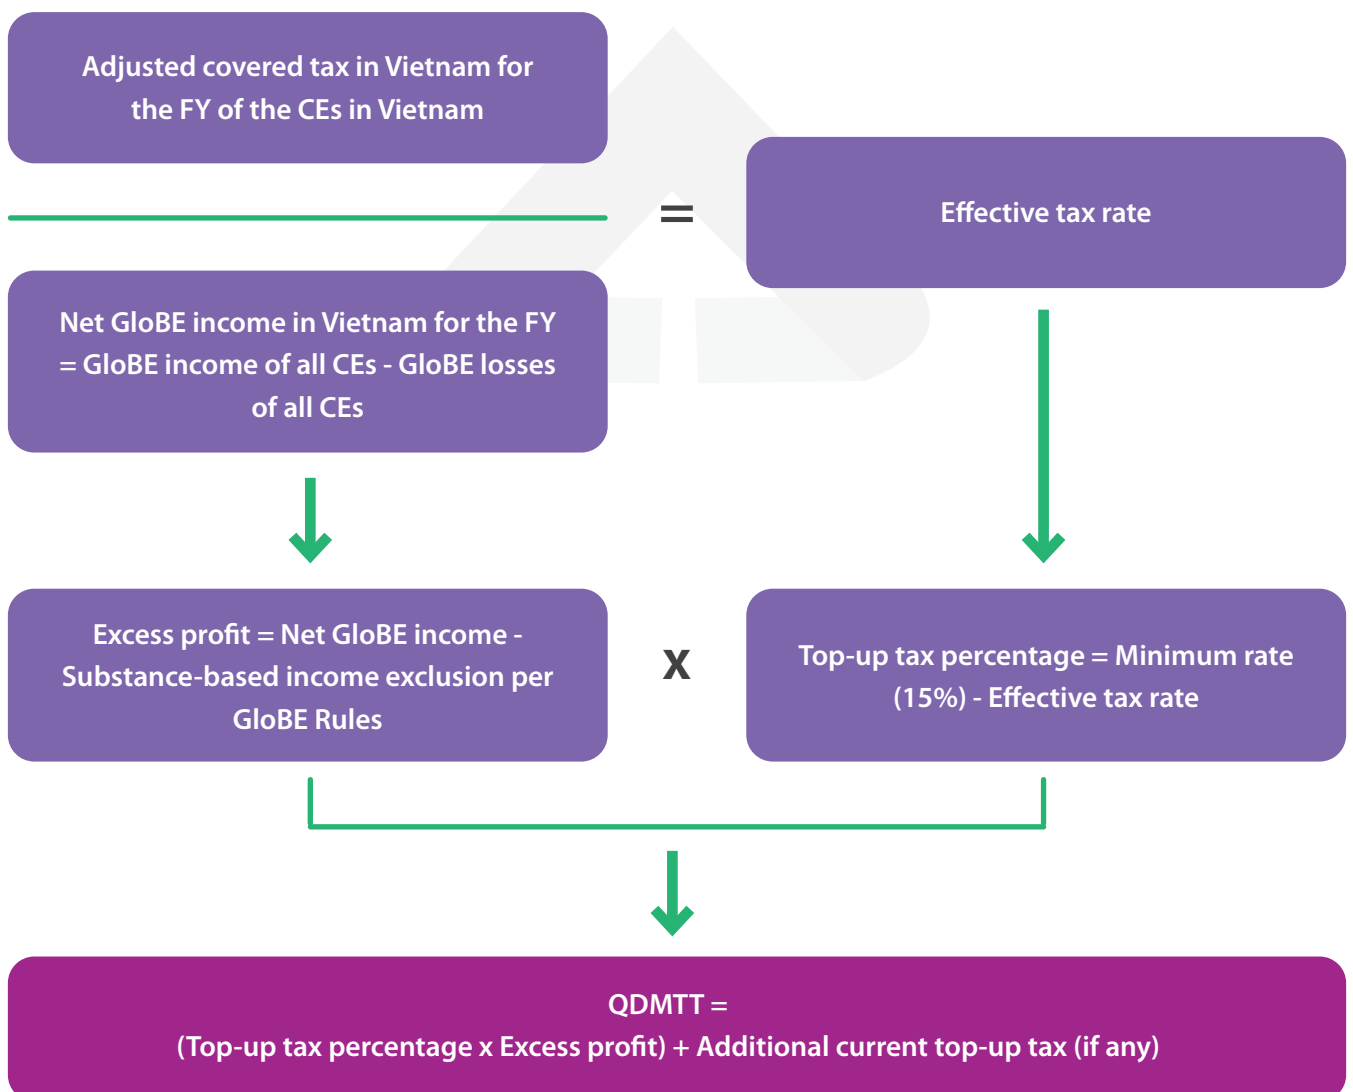 Adjusted covered tax in Vietnam for
the FY of the CEs in Vietnam
=
Effective tax rate
Net GloBE income in Vietnam for the FY
= GloBE income of all CEs - GloBE losses
of all CEs
Excess profit = Net GloBE income -
Substance-based income exclusion per
GloBE Rules
x
Top-up tax percentage = Minimum rate
(15%) - Effective tax rate
QDMTT =
(Top-up tax percentage x Excess profit) + Additional current top-up tax (if any)